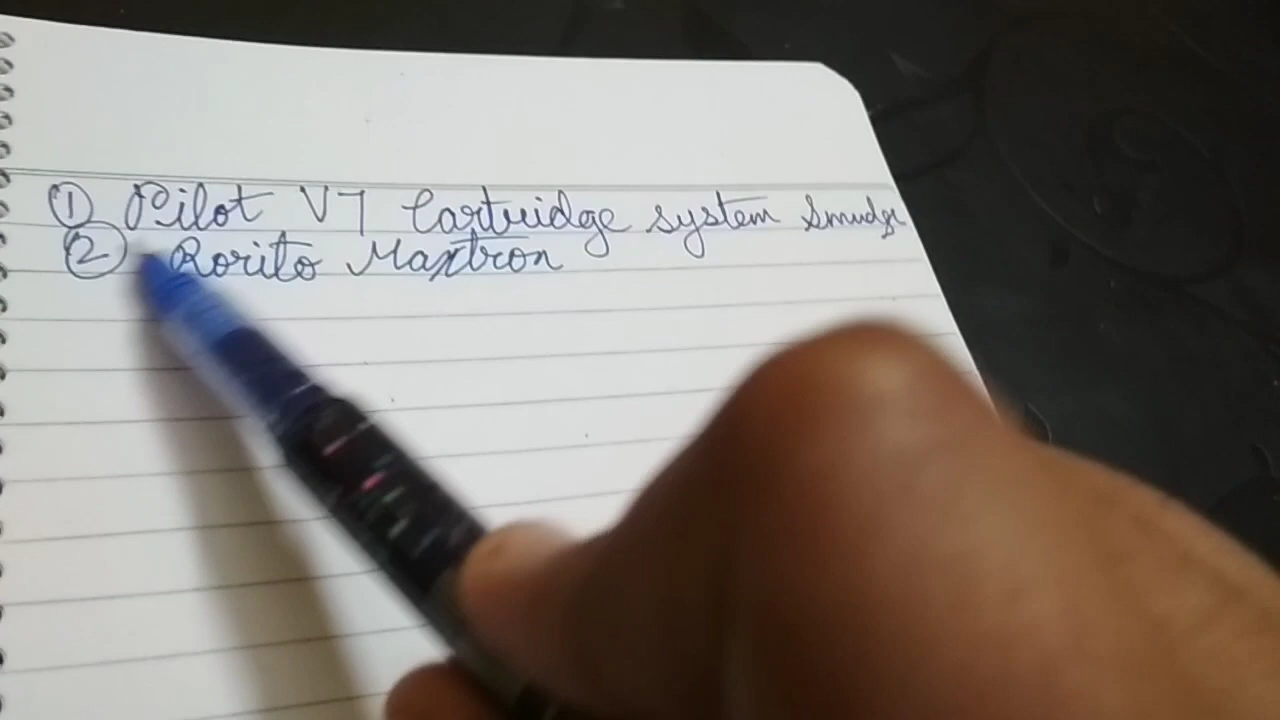 ① Pilot V7 Cartridge system Smudge
② Rorito Maxtron